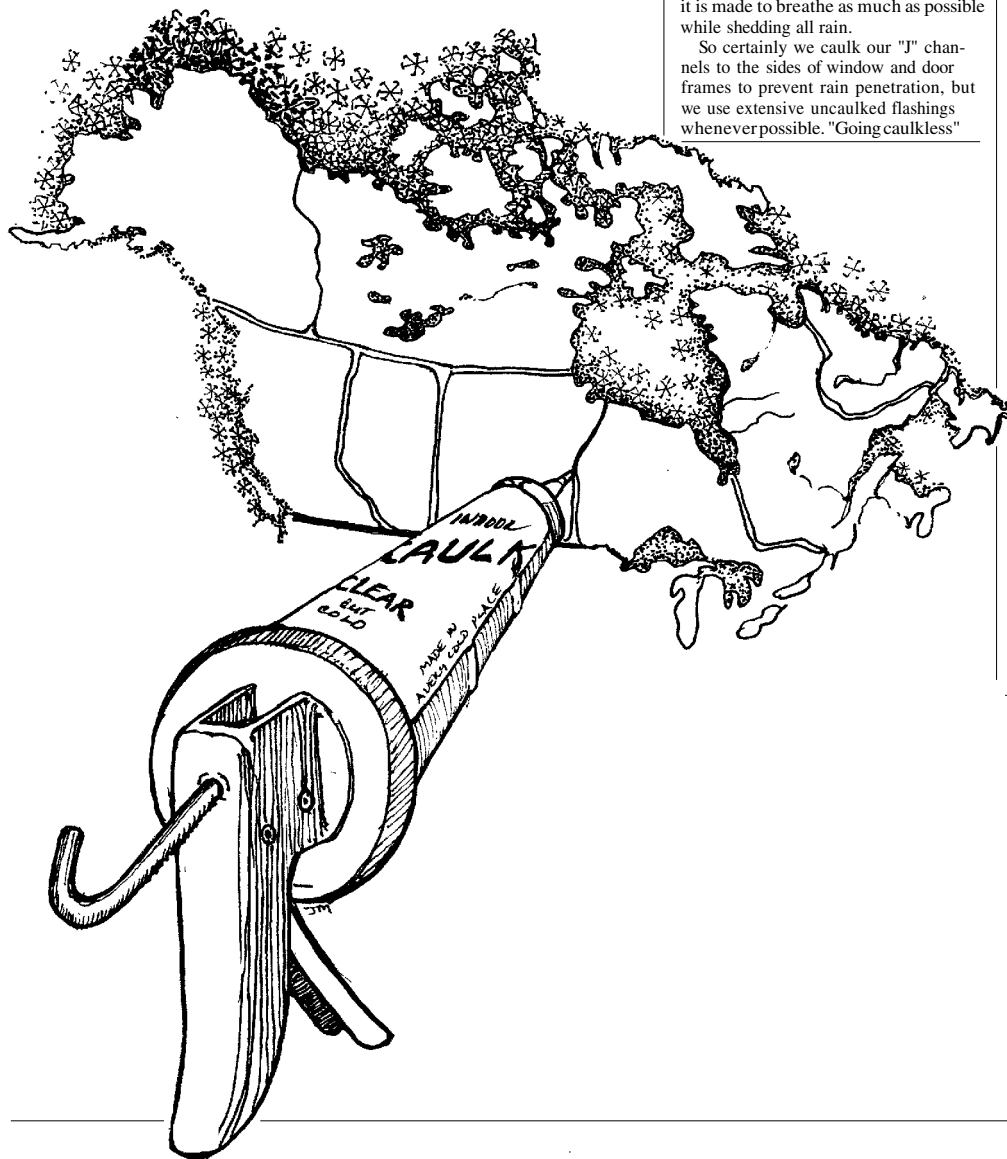 it is made to breathe as much as possible
while shedding all rain.
So certainly we caulk our "J" chan-
nels to the sides of window and door
frames to prevent rain penetration, but
we use extensive uncaulked flashings
whenever possible. "Going caulkless"
INDOOR
CAULK
CLEAR
BUT
COLD
MADE IN
A VERY COLD PLACE
JM